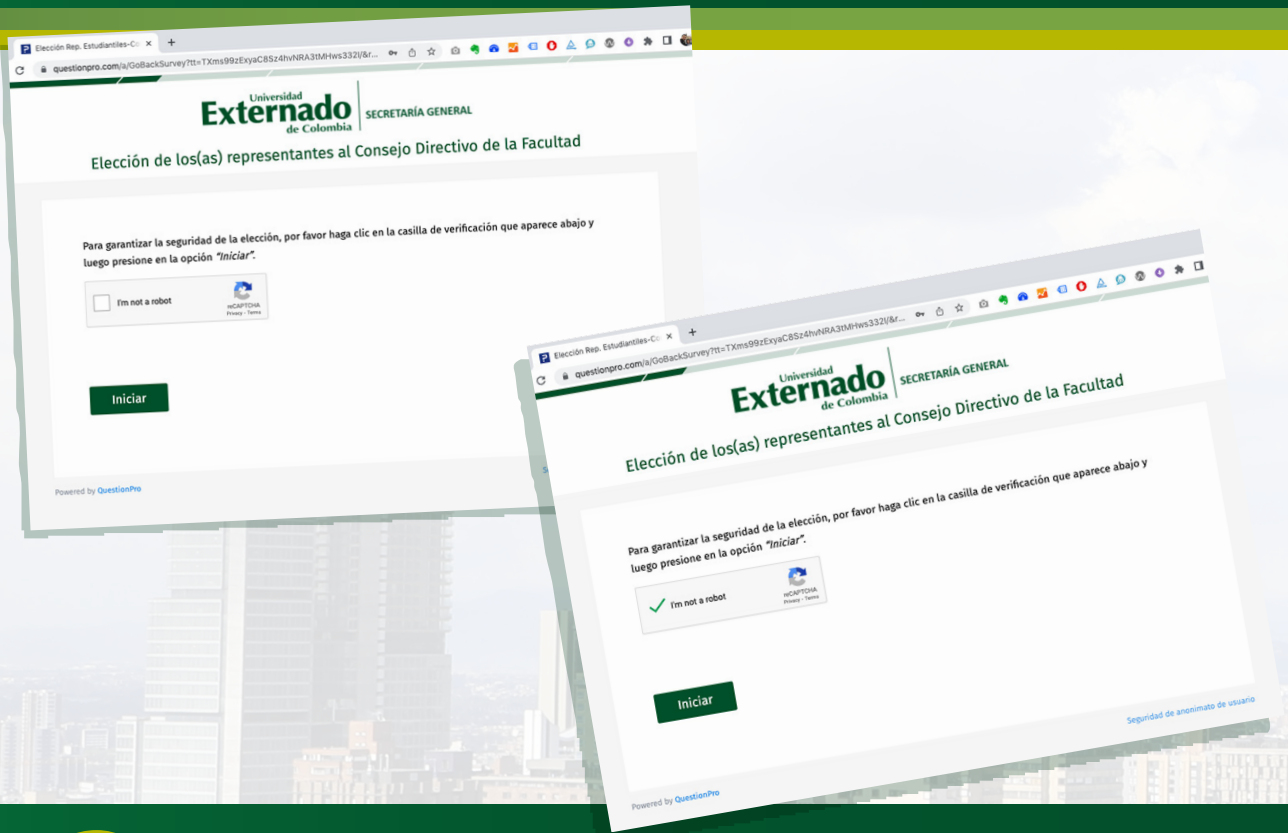 Elección Rep. Estudiantiles-Co
questionpro.com/a/GoBackSurvey?tt=TXms99zExyaC8Sz4hvNRA3tMHws332I/&r...
Universidad
Externado
de Colombia
SECRETARÍA GENERAL
Elección de los(as) representantes al Consejo Directivo de la Facultad
Para garantizar la seguridad de la elección, por favor haga clic en la casilla de verificación que aparece abajo y
luego presione en la opción "Iniciar".
I'm not a robot
reCAPTCHA
Privacy - Terms
Iniciar
Powered by QuestionPro
Elección Rep. Estudiantiles-Co
questionpro.com/a/GoBackSurvey?tt=TXms99zExyaC8Sz4hvNRA3tMHws332I/&r...
Universidad
Externado
de Colombia
SECRETARÍA GENERAL
Elección de los(as) representantes al Consejo Directivo de la Facultad
Para garantizar la seguridad de la elección, por favor haga clic en la casilla de verificación que aparece abajo y
luego presione en la opción "Iniciar".
I'm not a robot
reCAPTCHA
Privacy - Terms
Iniciar
Seguridad de anonimato de usuario
Powered by QuestionPro